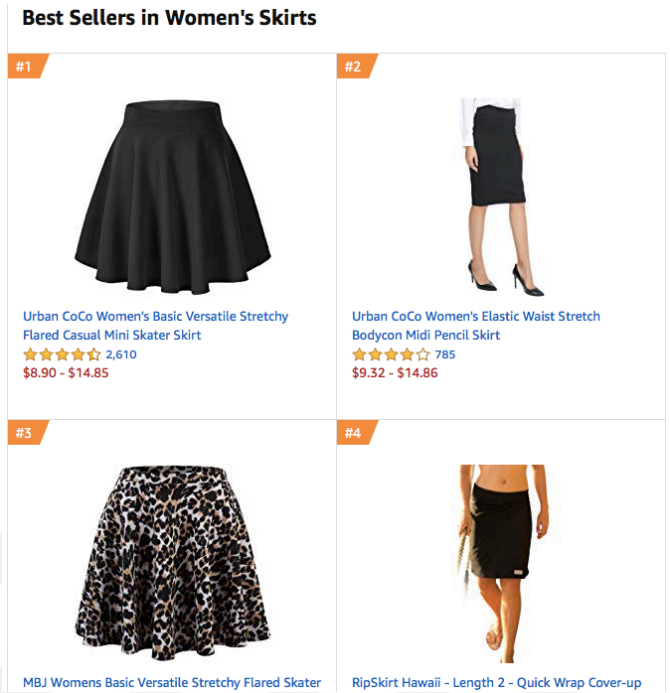 Best Sellers in Women's Skirts
#1
Urban CoCo Women's Basic Versatile Stretchy
Flared Casual Mini Skater Skirt
2,610
$8.90 - $14.85
#2
Urban CoCo Women's Elastic Waist Stretch
Bodycon Midi Pencil Skirt
785
$9.32 - $14.86
#3
MBJ Womens Basic Versatile Stretchy Flared Skater
#4
RipSkirt Hawaii - Length 2 - Quick Wrap Cover-up